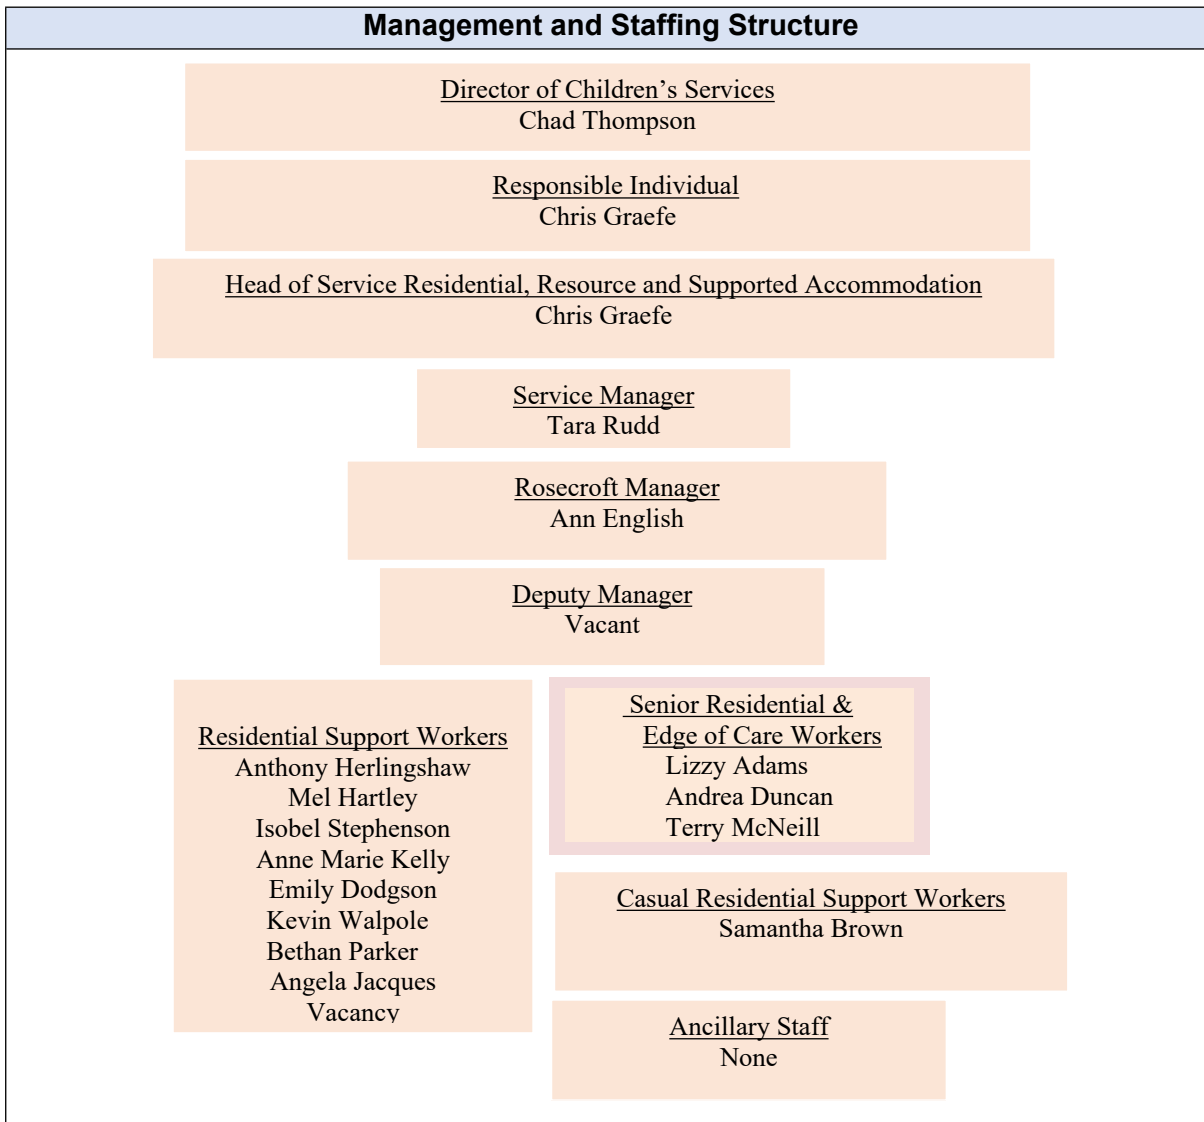 Management and Staffing Structure
Director of Children’s Services
Chad Thompson
Responsible Individual
Chris Graefe
Head of Service Residential, Resource and Supported Accommodation
Chris Graefe
Service Manager
Tara Rudd
Rosecroft Manager
Ann English
Deputy Manager
Vacant
Residential Support Workers
Anthony Herlingshaw
Mel Hartley
Isobel Stephenson
Anne Marie Kelly
Emily Dodgson
Kevin Walpole
Bethan Parker
Angela Jacques
Vacancy
Senior Residential &
Edge of Care Workers
Lizzy Adams
Andrea Duncan
Terry McNeill
Casual Residential Support Workers
Samantha Brown
Ancillary Staff
None